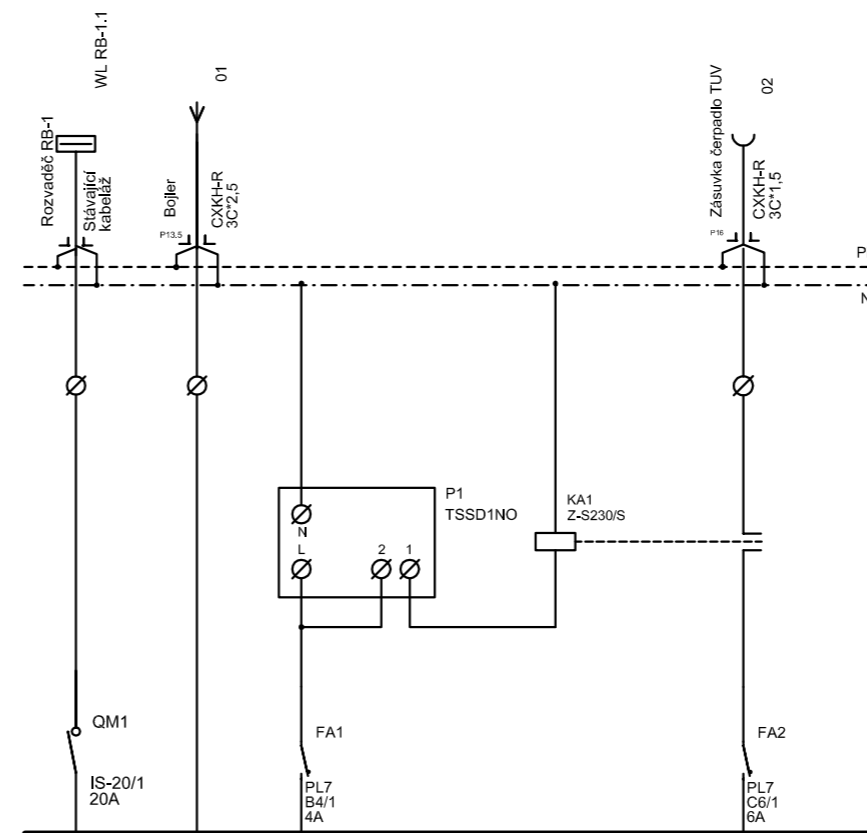 WL RB-1.1
Rozvaděč RB-1
Stávající
kabeláž
01
Bojler
P13.5
CXKH-R
3C*2,5
02
Zásuvka čerpadlo TUV
P16
CXKH-R
3C*1,5
P
N
P1
TSSD1NO
N
L
2
1
KA1
Z-S230/S
QM1
IS-20/1
20A
FA1
PL7
B4/1
4A
FA2
PL7
C6/1
6A